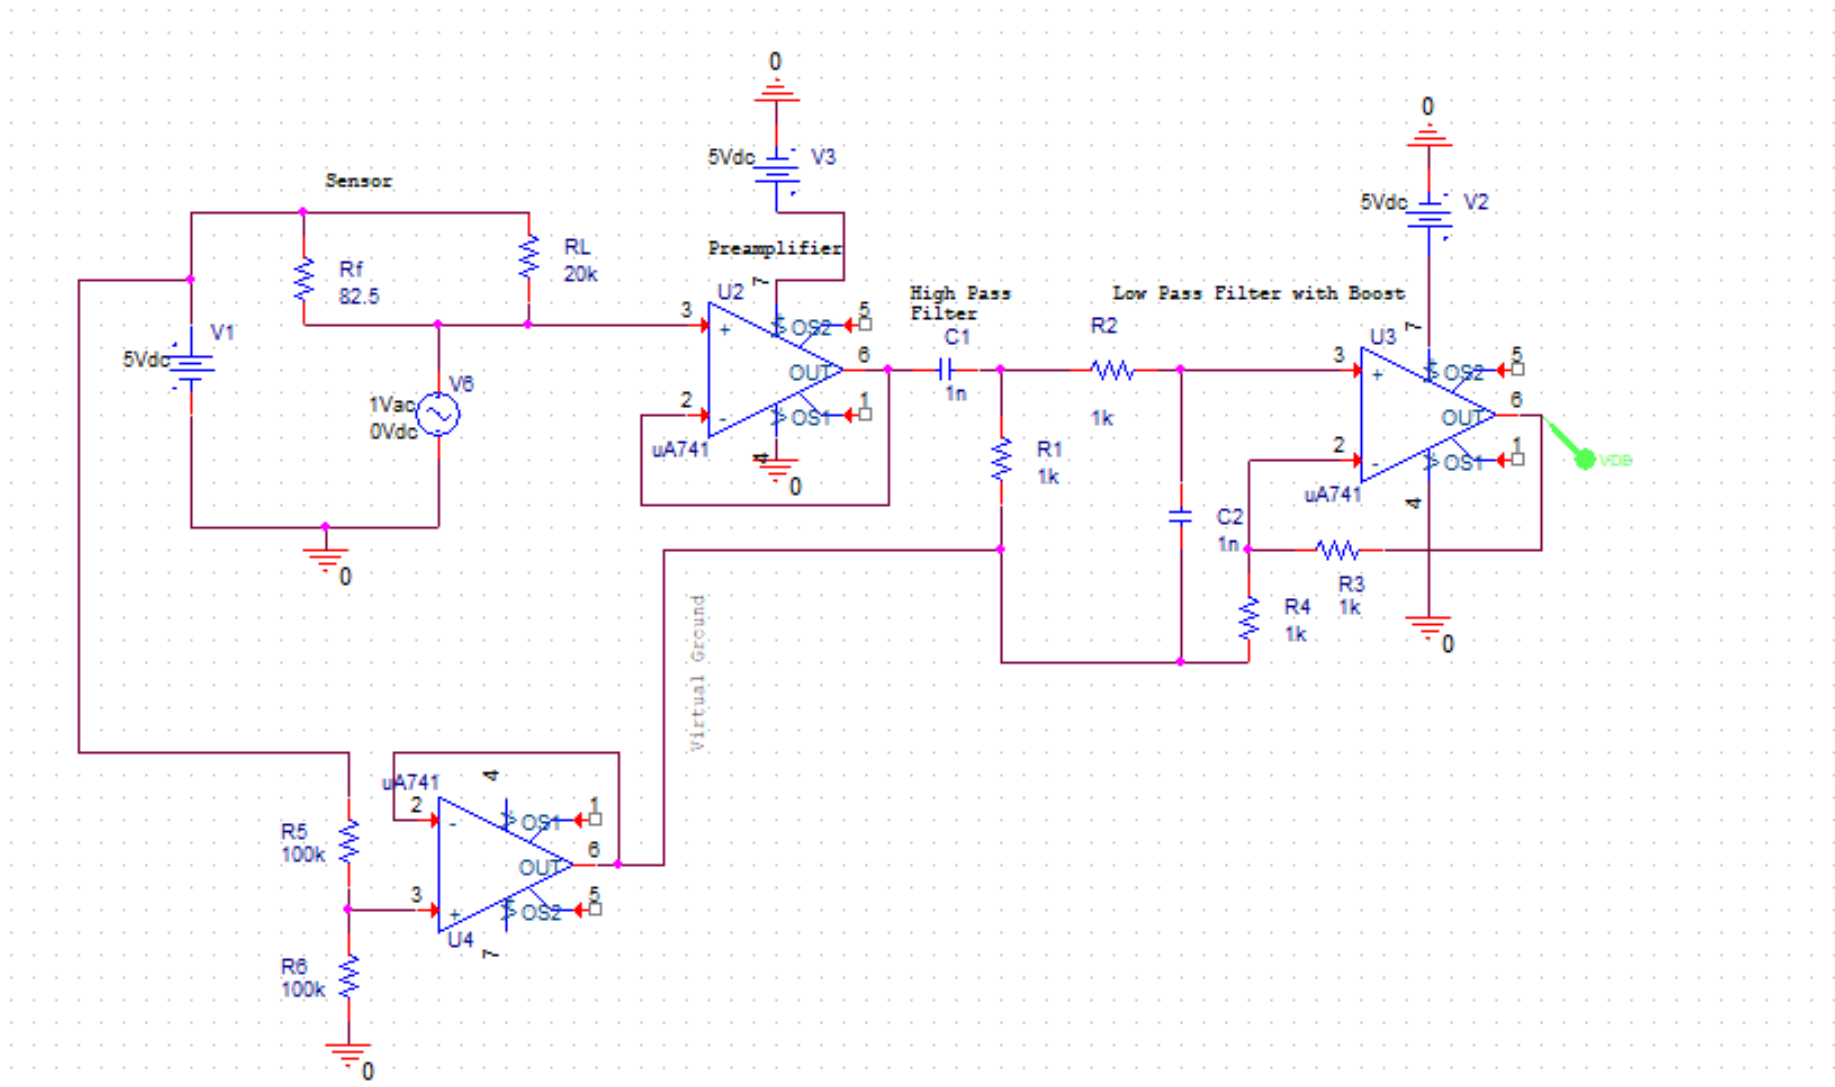 0
0
5Vdc
V3
Sensor
5Vdc
V2
Rf
82.5
RL
20k
Preamplifier
7
U2
3
+
OS2
5
6
OUT
2
-
OS1
1
uA741
4
0
High Pass
Filter
C1
1n
Low Pass Filter with Boost
R2
1k
R1
1k
7
U3
3
+
OS2
5
6
OUT
2
-
OS1
1
uA741
4
VDB
V1
5Vdc
V6
1Vac
0Vdc
0
C2
1n
R3
1k
R4
1k
0
Virtual Ground
uA741
4
2
-
OS1
1
6
OUT
3
+
OS2
5
U4
7
R5
100k
R6
100k
0